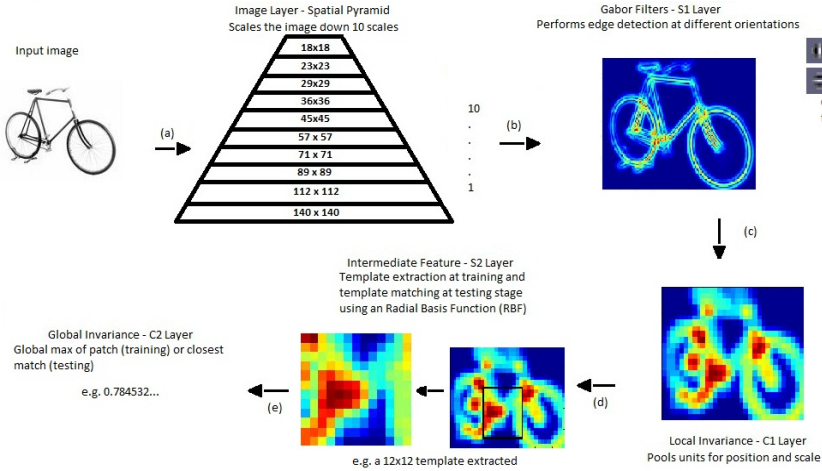 Image Layer - Spatial Pyramid
Scales the image down 10 scales
Gabor Filters - S1 Layer
Performs edge detection at different orientations
Input image
18x18
23x23
29x29
36x36
45x45
57 x 57
71 x 71
89 x 89
112 x 112
140 x 140
10
.
.
.
.
1
(a)
(b)
(c)
Intermediate Feature - S2 Layer
Template extraction at training and
template matching at testing stage
using an Radial Basis Function (RBF)
Global Invariance - C2 Layer
Global max of patch (training) or closest
match (testing)
e.g. 0.784532...
(e)
(d)
e.g. a 12x12 template extracted
Local Invariance - C1 Layer
Pools units for position and scale